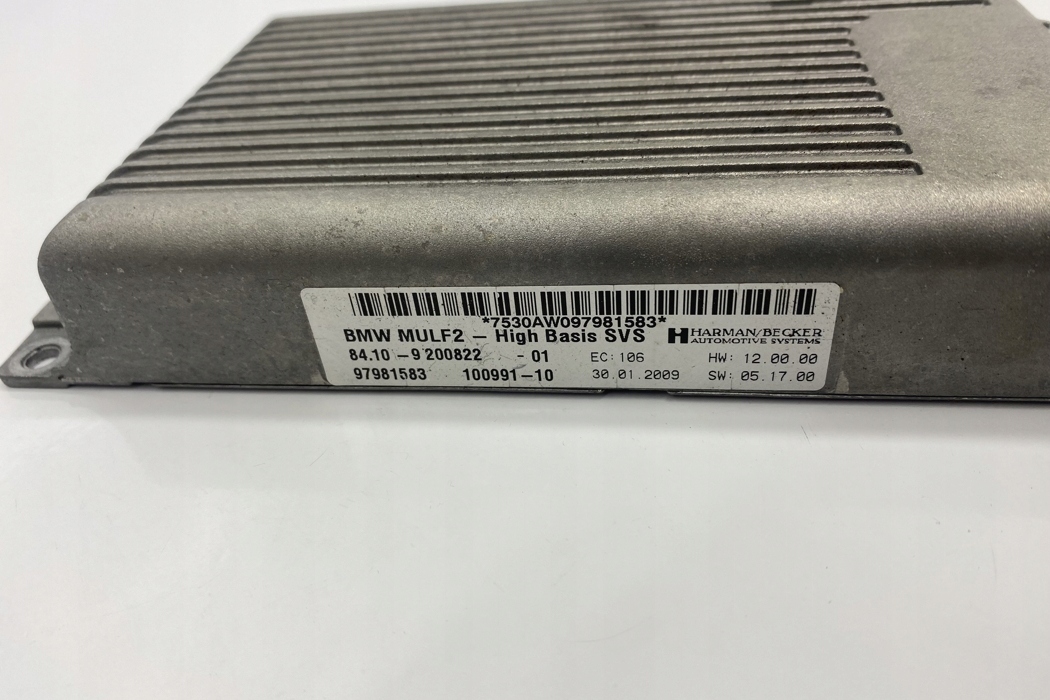 *7530AW097981583*
BMW MULF2 – High Basis SVS
HARMAN/BECKER
AUTOMOTIVE SYSTEMS
84.10 – 9 200822 - 01 EC: 106 HW: 12.00.00
97981583 100991–10 30.01.2009 SW: 05.17.00